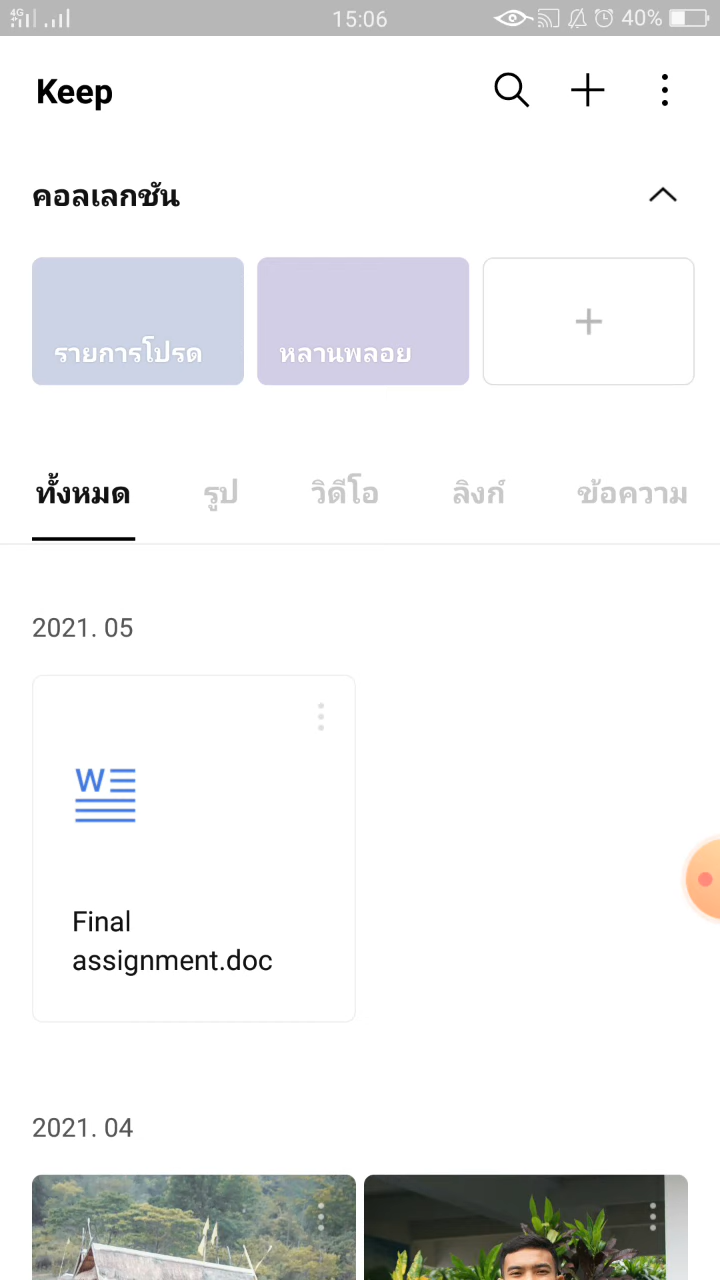 4G 15:06 40%
Keep
คอลเลกชัน
รายการโปรด หลานพลอย
ทั้งหมด รูป วิดีโอ ลิงก์ ข้อความ
2021. 05
W
Final
assignment.doc
2021. 04